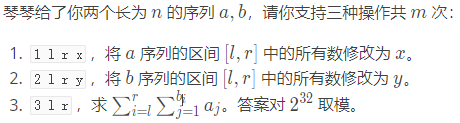 琴琴给了你两个长为 n 的序列 a, b，请你支持三种操作共 m 次：
1. 1 l r x ，将 a 序列的区间 [l, r] 中的所有数修改为 x。
2. 2 l r y ，将 b 序列的区间 [l, r] 中的所有数修改为 y。
3. 3 l r ，求 ∑_{i=l}^{r} ∑_{j=1}^{b_i} a_j。答案对 2^{32} 取模。